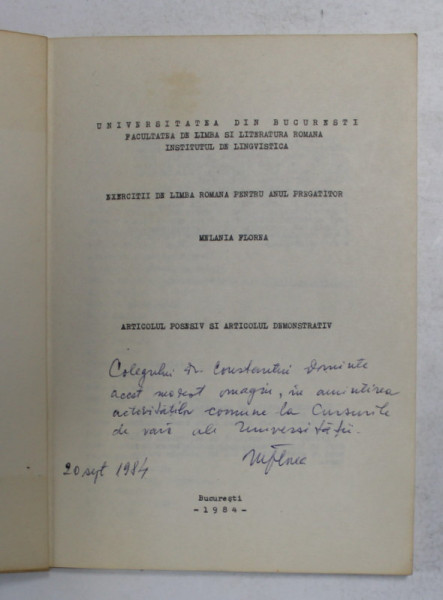 UNIVERSITATEA DIN BUCURESTI
FACULTATEA DE LIMBA SI LITERATURA ROMANA
INSTITUTUL DE LINGVISTICA
EXERCITII DE LIMBA ROMANA PENTRU ANUL PREGATITOR
MELANIA FLOREA
ARTICOLUL POSESIV SI ARTICOLUL DEMONSTRATIV
Colegului dr. Constantin Dominte
acest modest omagiu, în amintirea
activităților comune la Cursurile
de vară ale Universității.
MFlorea
20 sept 1984
București
-1984-